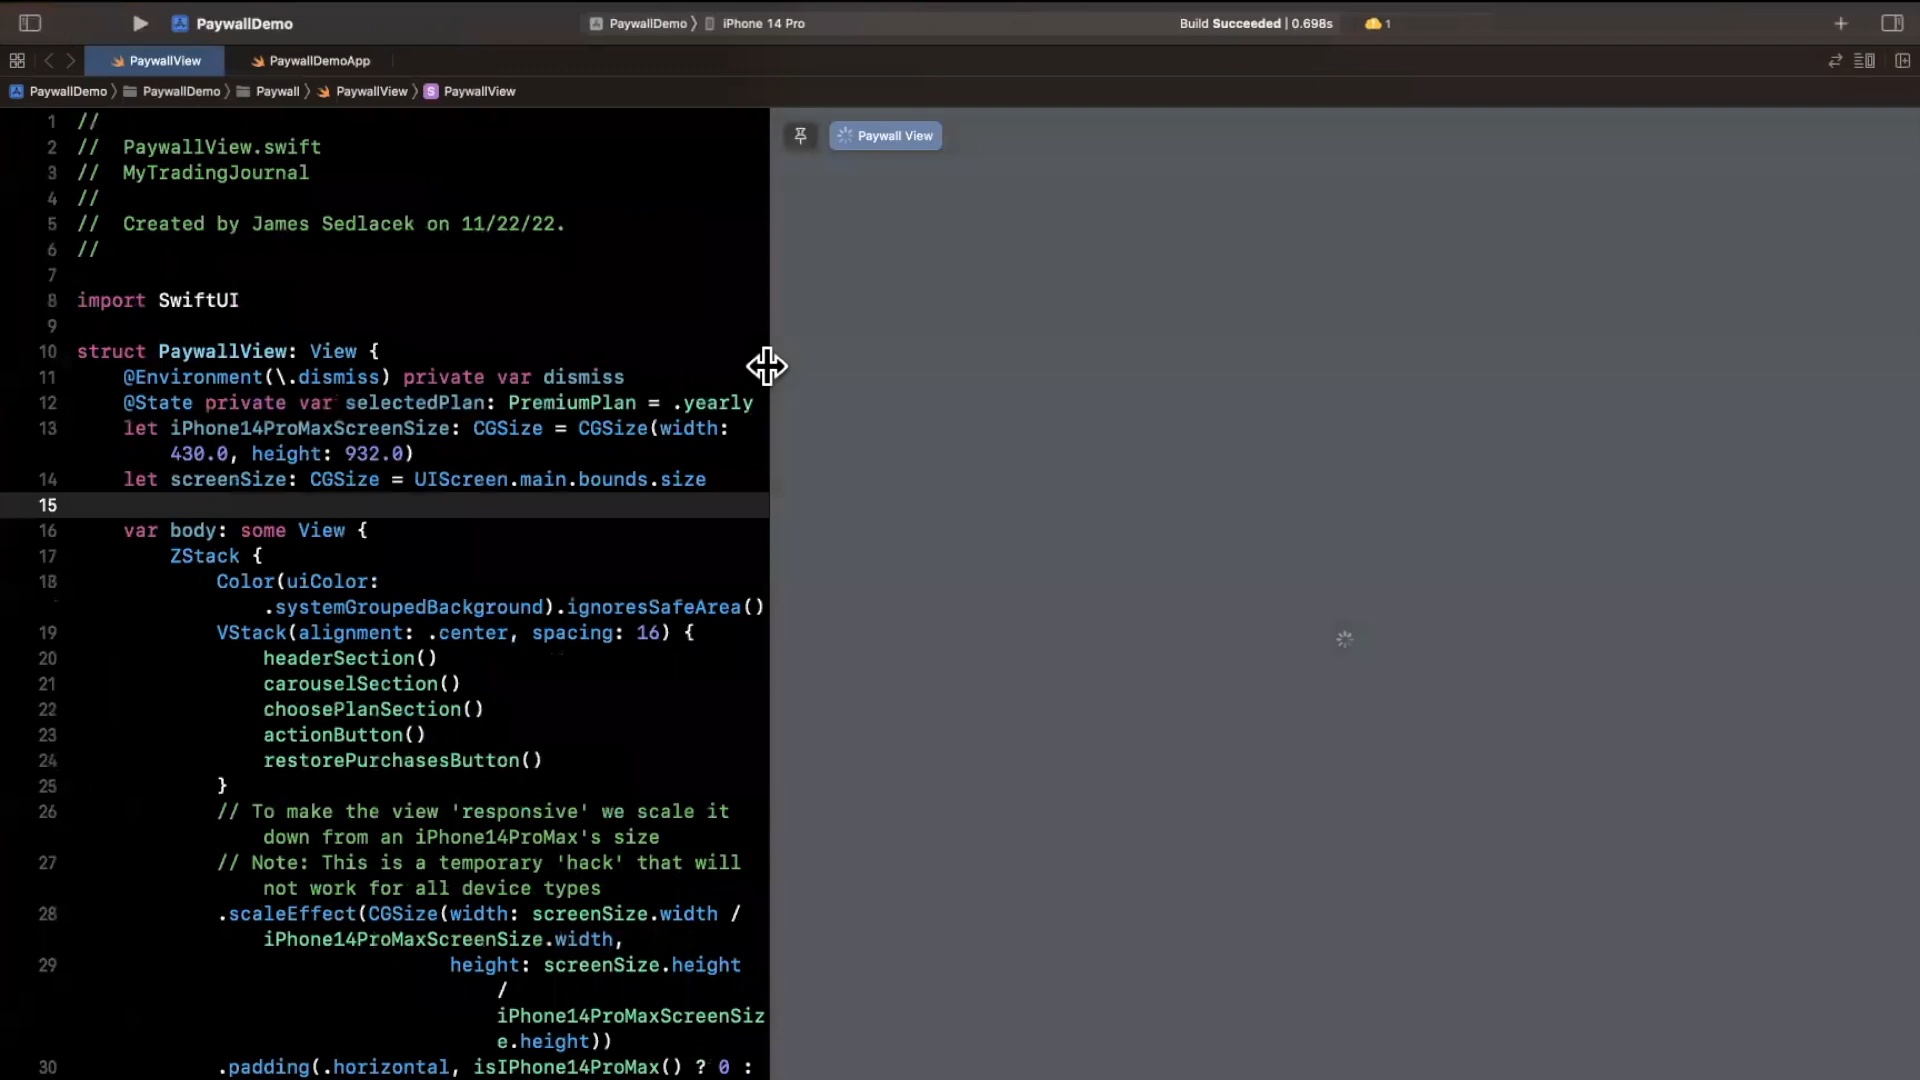 PaywallDemo
PaywallDemo 〉 iPhone 14 Pro
Build Succeeded | 0.698s
1
PaywallView
PaywallDemoApp
PaywallDemo 〉 PaywallDemo 〉 Paywall 〉 PaywallView 〉 S PaywallView
Paywall View
1 //
2 //  PaywallView.swift
3 //  MyTradingJournal
4 //
5 //  Created by James Sedlacek on 11/22/22.
6 //
7
8 import SwiftUI
9
10 struct PaywallView: View {
11     @Environment(\.dismiss) private var dismiss
12     @State private var selectedPlan: PremiumPlan = .yearly
13     let iPhone14ProMaxScreenSize: CGSize = CGSize(width:
430.0, height: 932.0)
14     let screenSize: CGSize = UIScreen.main.bounds.size
15
16     var body: some View {
17         ZStack {
18             Color(uiColor:
.systemGroupedBackground).ignoresSafeArea()
19             VStack(alignment: .center, spacing: 16) {
20                 headerSection()
21                 carouselSection()
22                 choosePlanSection()
23                 actionButton()
24                 restorePurchasesButton()
25             }
26             // To make the view 'responsive' we scale it
down from an iPhone14ProMax's size
27             // Note: This is a temporary 'hack' that will
not work for all device types
28             .scaleEffect(CGSize(width: screenSize.width /
iPhone14ProMaxScreenSize.width,
29                                 height: screenSize.height
/
iPhone14ProMaxScreenSiz
e.height))
30             .padding(.horizontal, isIPhone14ProMax() ? 0 :